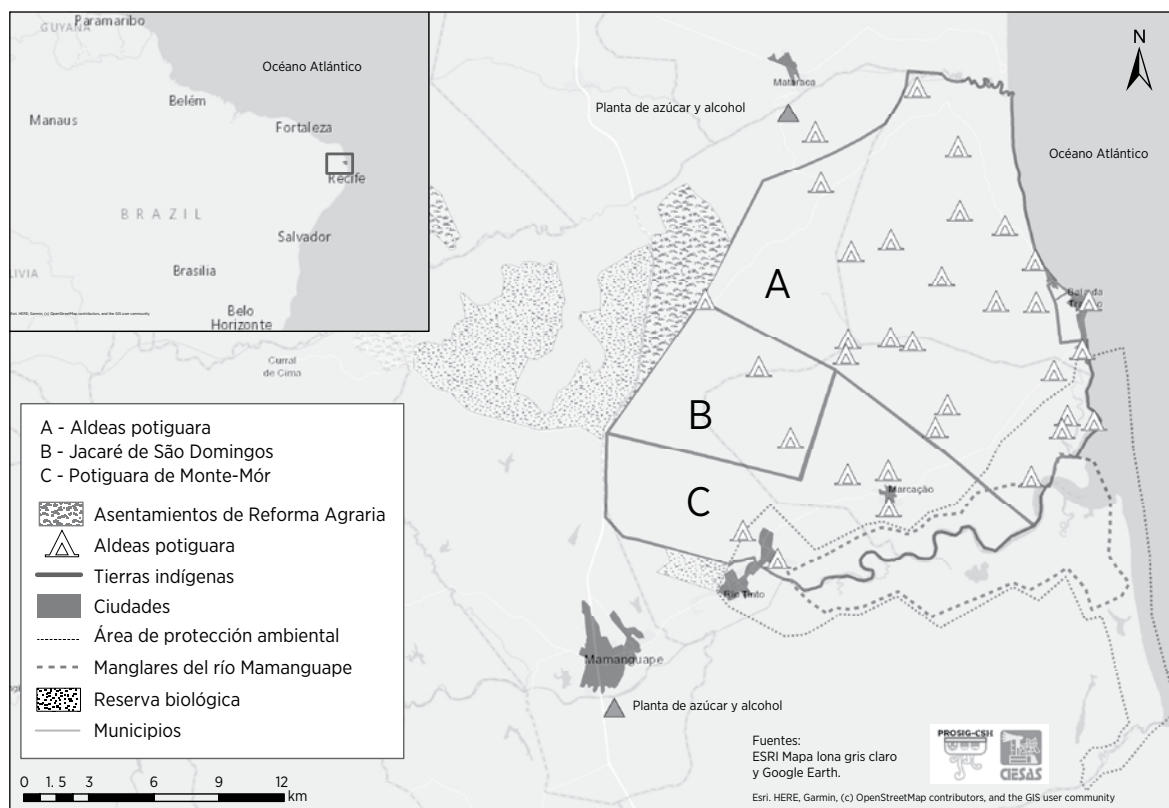 GUYANA
Paramaribo
Océano Atlántico
Belém
Manaus
Fortaleza
Recife
BRAZIL
Salvador
LIVIA
Brasilia
Belo
Horizonte
Esri. HERE, Garmin, (c) OpenStreetMap contributors, and the GIS user community
N
Mataraca
Planta de azúcar y alcohol
Océano Atlántico
A
B
C
Curral
de Cima
Marcação
Rio Tinto
Mamanguape
Planta de azúcar y alcohol
A - Aldeas potiguara
B - Jacaré de São Domingos
C - Potiguara de Monte-Mór
Asentamientos de Reforma Agraria
Aldeas potiguara
Tierras indígenas
Ciudades
Área de protección ambiental
Manglares del río Mamanguape
Reserva biológica
Municipios
0 1. 5 3 6 9 12
km
Fuentes:
ESRI Mapa lona gris claro
y Google Earth.
PROSIG-CSH
CIESAS
Esri. HERE, Garmin, (c) OpenStreetMap contributors, and the GIS user community